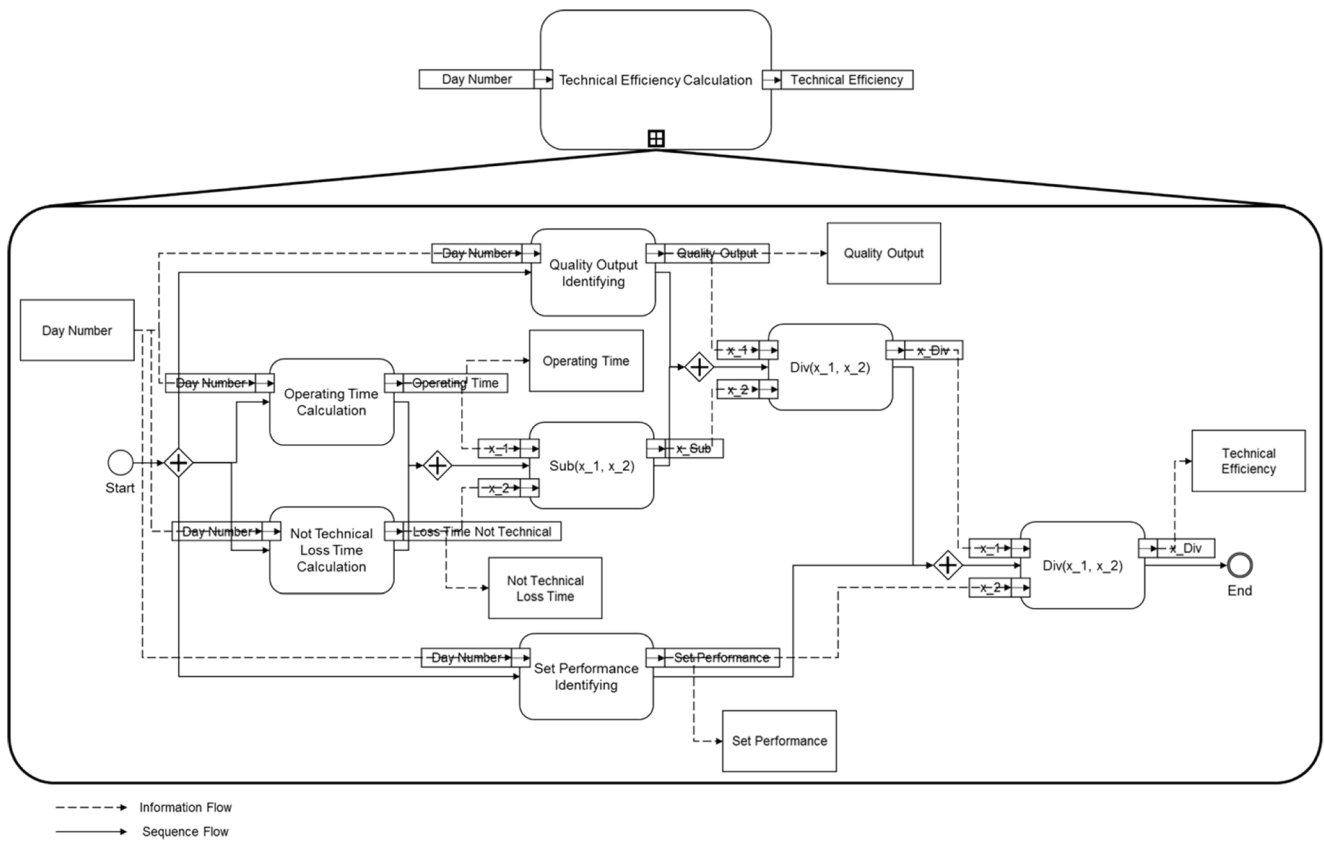 Day Number
Technical Efficiency Calculation
Technical Efficiency
Day Number
Quality Output
Identifying
Quality Output
Quality Output
Day Number
Operating Time
x_1
Div(x_1, x_2)
x_Div
Day Number
Operating Time
Calculation
Operating Time
x_2
Start
x_1
Sub(x_1, x_2)
x_Sub
x_2
Technical
Efficiency
Day Number
Not Technical
Loss Time
Calculation
Loss Time Not Technical
Not Technical
Loss Time
x_1
Div(x_1, x_2)
x_Div
x_2
End
Day Number
Set Performance
Identifying
Set Performance
Set Performance
Information Flow
Sequence Flow